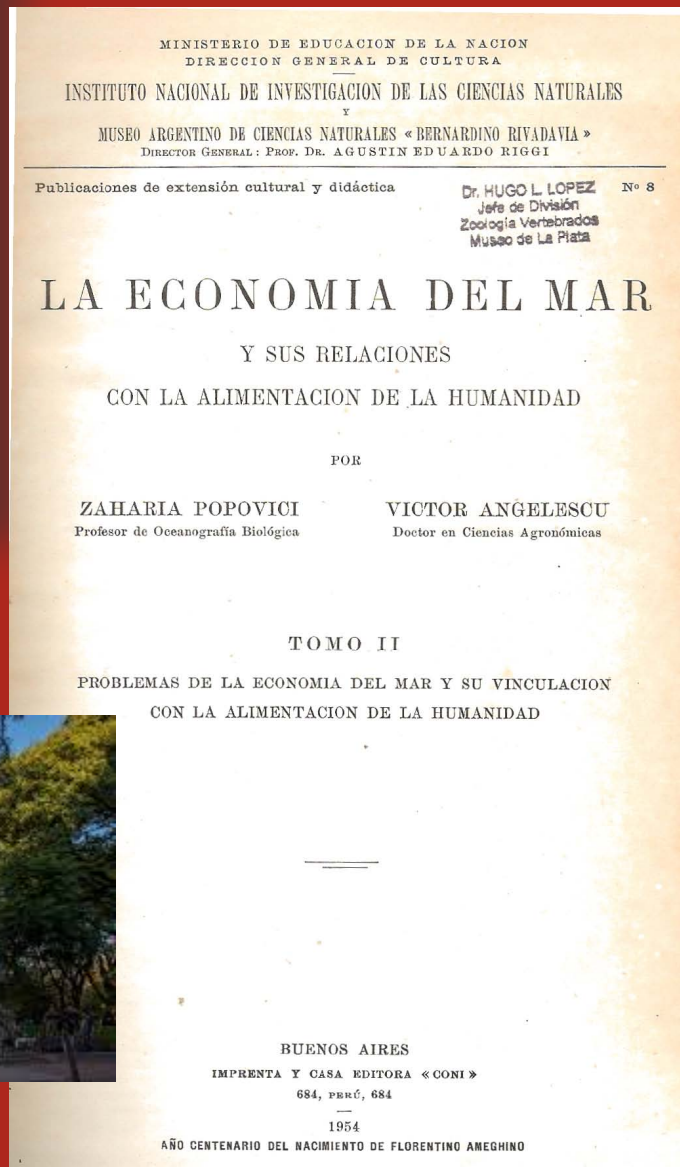 MINISTERIO DE EDUCACION DE LA NACION
DIRECCION GENERAL DE CULTURA
INSTITUTO NACIONAL DE INVESTIGACION DE LAS CIENCIAS NATURALES
Y
MUSEO ARGENTINO DE CIENCIAS NATURALES « BERNARDINO RIVADAVIA »
DIRECTOR GENERAL : PROF. DR. AGUSTIN EDUARDO RIGGI
Publicaciones de extensión cultural y didáctica
Nº 8
Dr. HUGO L. LOPEZ
Jefe de División
Zoología Vertebrados
Museo de La Plata
LA ECONOMIA DEL MAR
Y SUS RELACIONES
CON LA ALIMENTACION DE LA HUMANIDAD
POR
ZAHARIA POPOVICI
Profesor de Oceanografía Biológica
VICTOR ANGELESCU
Doctor en Ciencias Agronómicas
TOMO II
PROBLEMAS DE LA ECONOMIA DEL MAR Y SU VINCULACION
CON LA ALIMENTACION DE LA HUMANIDAD
BUENOS AIRES
IMPRENTA Y CASA EDITORA « CONI »
684, PERÚ, 684
1954
AÑO CENTENARIO DEL NACIMIENTO DE FLORENTINO AMEGHINO